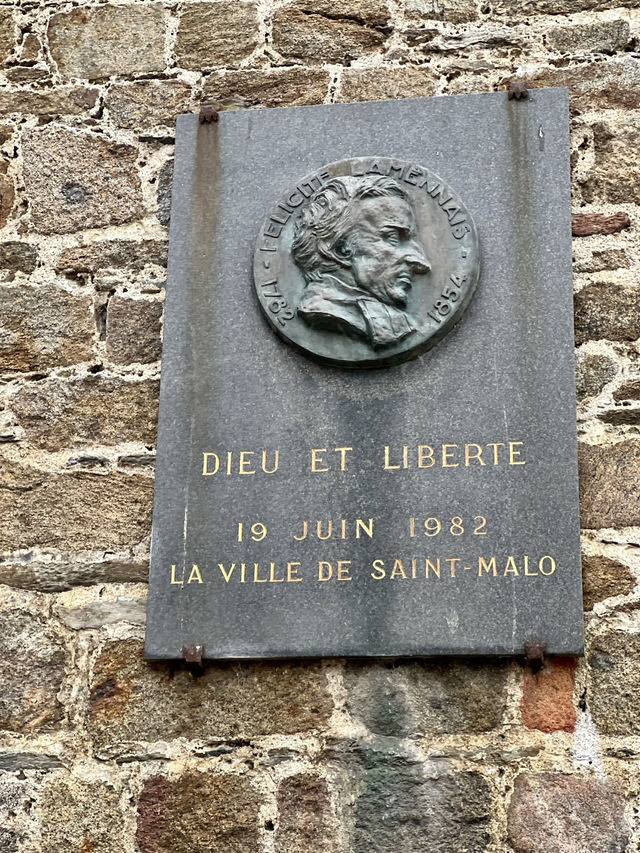 FELICITE LAMENNAIS
1782 1854
DIEU ET LIBERTE
19 JUIN 1982
LA VILLE DE SAINT-MALO